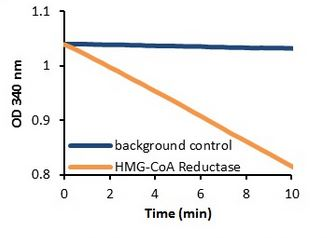 1.1
1
0.9
0.8
OD 340 nm
background control
HMG-CoA Reductase
0 2 4 6 8 10
Time (min)